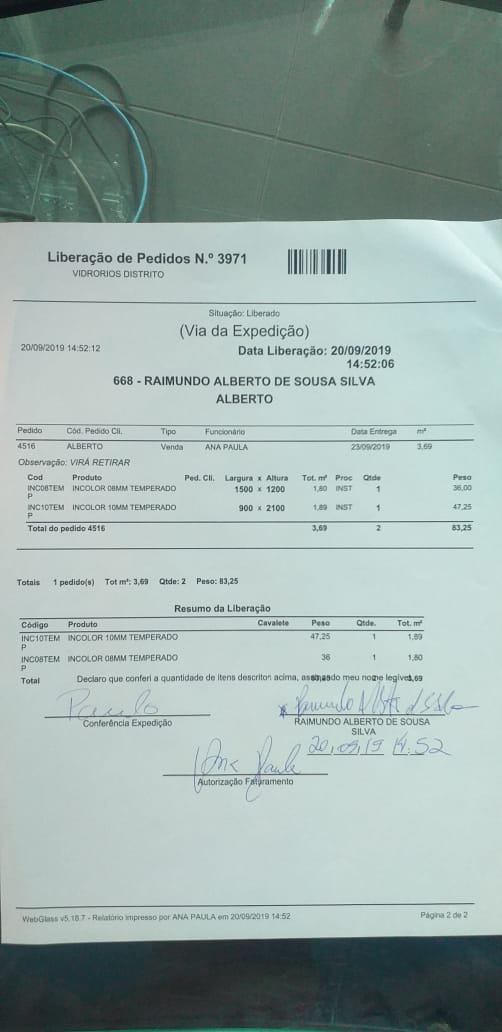 Liberação de Pedidos N.º 3971
VIDRORIOS DISTRITO
Situação: Liberado
(Via da Expedição)
20/09/2019 14:52:12 Data Liberação: 20/09/2019
14:52:06
668 - RAIMUNDO ALBERTO DE SOUSA SILVA
ALBERTO
Pedido Cód. Pedido Cli. Tipo Funcionário Data Entrega m²
4516 ALBERTO Venda ANA PAULA 23/09/2019 3,69
Observação: VIRÁ RETIRAR
Cod Produto Ped. Cli. Largura x Altura Tot. m² Proc Qtde Peso
INC08TEM INCOLOR 08MM TEMPERADO 1500 x 1200 1,80 INST 1 36,00
P
INC10TEM INCOLOR 10MM TEMPERADO 900 x 2100 1,89 INST 1 47,25
P
Total do pedido 4516 3,69 2 83,25
Totais 1 pedido(s) Tot m²: 3,69 Qtde: 2 Peso: 83,25
Resumo da Liberação
Código Produto Cavalete Peso Qtde. Tot. m²
INC10TEM INCOLOR 10MM TEMPERADO 47,25 1 1,89
P
INC08TEM INCOLOR 08MM TEMPERADO 36 1 1,80
P
Total Declaro que conferi a quantidade de itens descritos acima, meu nome
Paulo
Conferência Expedição
Raimundo
RAIMUNDO ALBERTO DE SOUSA
SILVA
20,09,19 14:52
Ana Paula
Autorização Faturamento
WebGlass v5.18.7 - Relatório impresso por ANA PAULA em 20/09/2019 14:52 Página 2 de 2